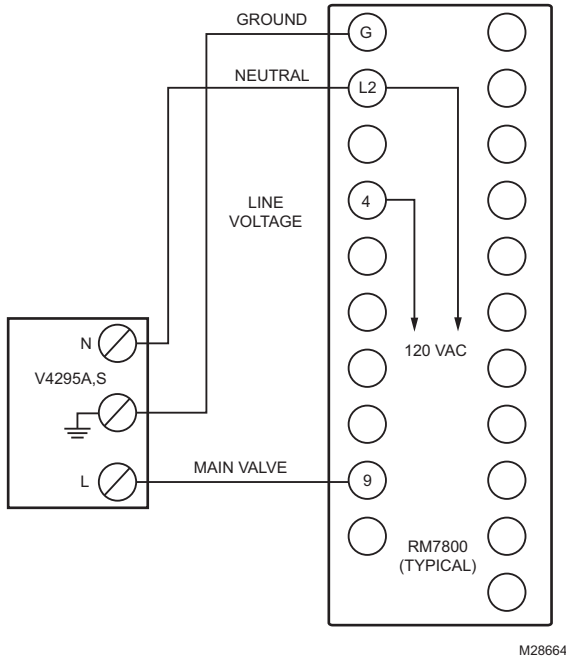 GROUND
G
NEUTRAL
L2
LINE
VOLTAGE
4
N
120 VAC
V4295A,S
L
MAIN VALVE
9
RM7800
(TYPICAL)
M28664